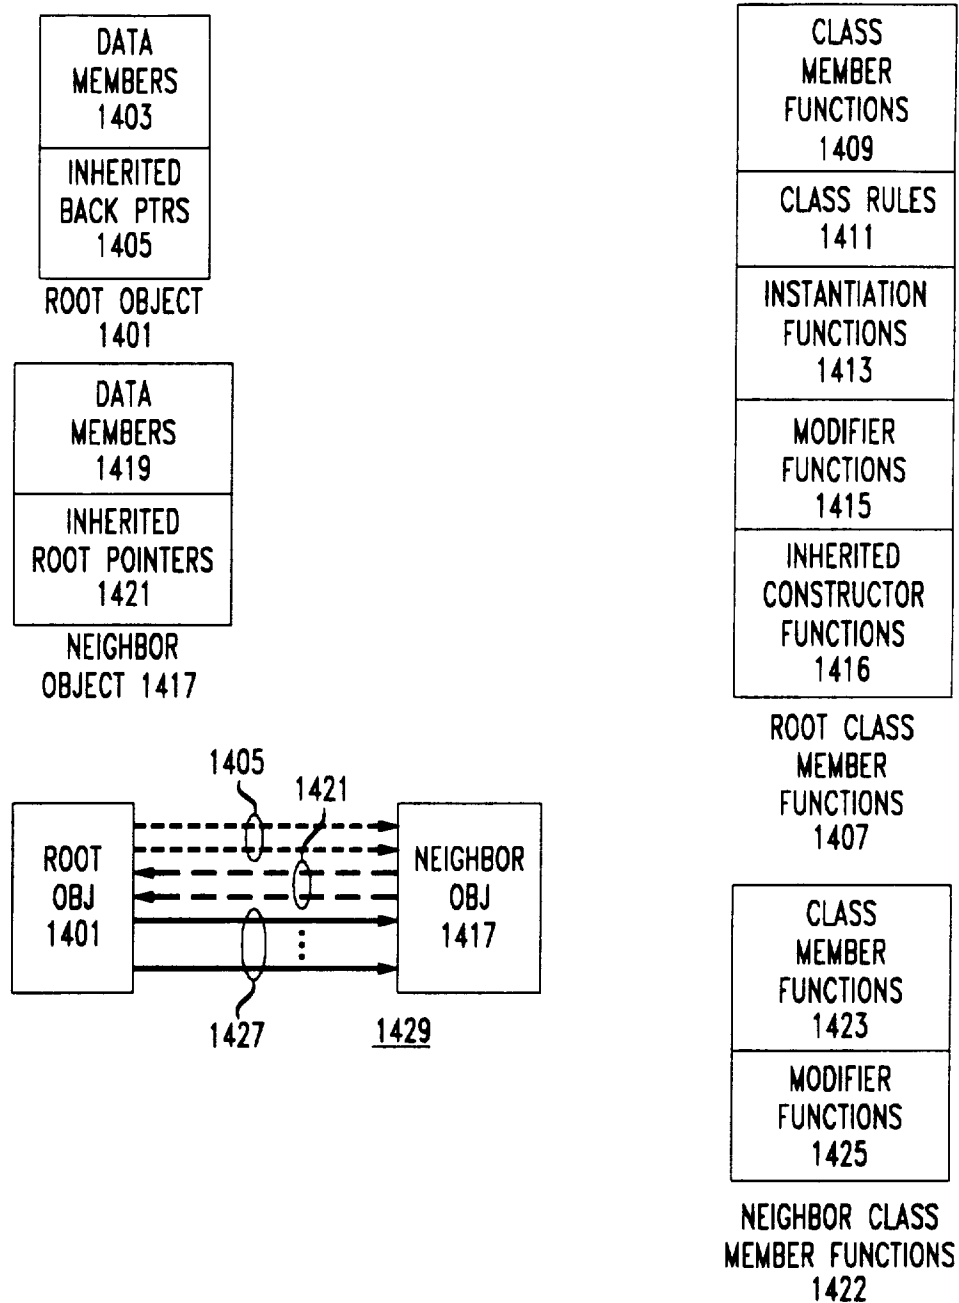 DATA
MEMBERS
1403
INHERITED
BACK PTRS
1405
ROOT OBJECT
1401
DATA
MEMBERS
1419
INHERITED
ROOT POINTERS
1421
NEIGHBOR
OBJECT 1417
1405
1421
ROOT
OBJ
1401
NEIGHBOR
OBJ
1417
1427
1429
CLASS
MEMBER
FUNCTIONS
1409
CLASS RULES
1411
INSTANTIATION
FUNCTIONS
1413
MODIFIER
FUNCTIONS
1415
INHERITED
CONSTRUCTOR
FUNCTIONS
1416
ROOT CLASS
MEMBER
FUNCTIONS
1407
CLASS
MEMBER
FUNCTIONS
1423
MODIFIER
FUNCTIONS
1425
NEIGHBOR CLASS
MEMBER FUNCTIONS
1422